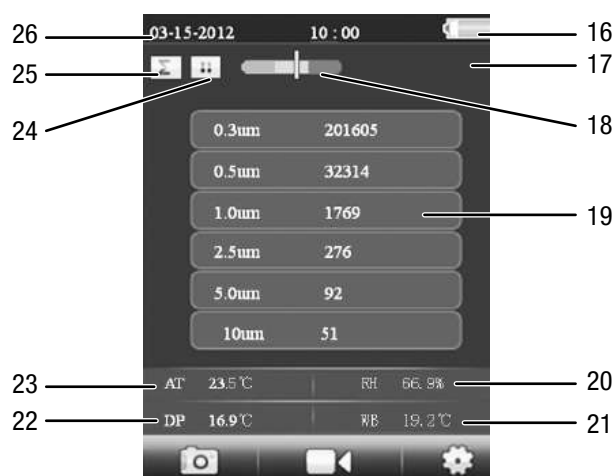 26 03-15-2012 10 : 00 16
25 Σ 17
24 18
0.3um 201605
0.5um 32314
1.0um 1769 19
2.5um 276
5.0um 92
10um 51
23 AT 23.5℃ RH 66.9% 20
22 DP 16.9℃ WB 19.2℃ 21